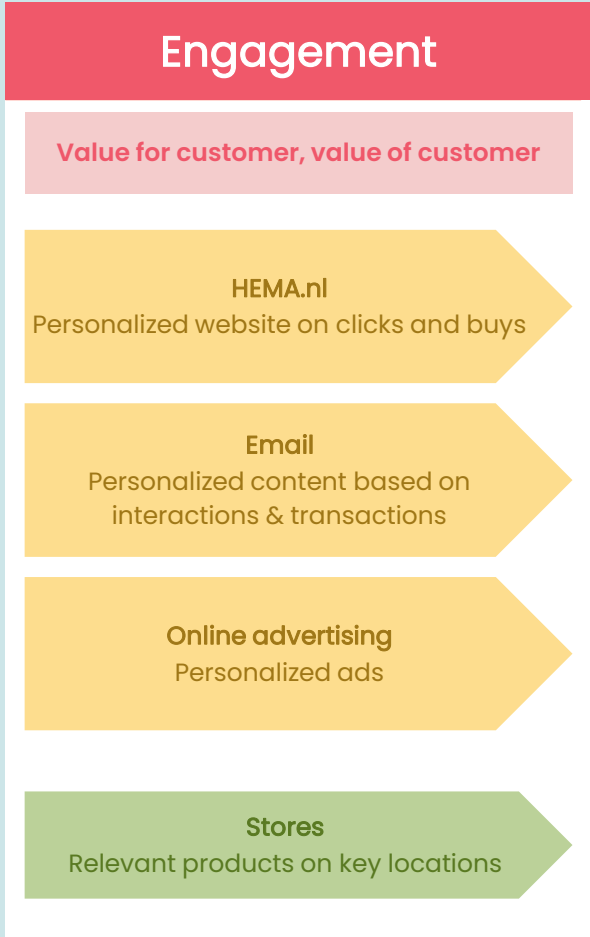 Engagement
Value for customer, value of customer
HEMA.nl
Personalized website on clicks and buys
Email
Personalized content based on
interactions & transactions
Online advertising
Personalized ads
Stores
Relevant products on key locations